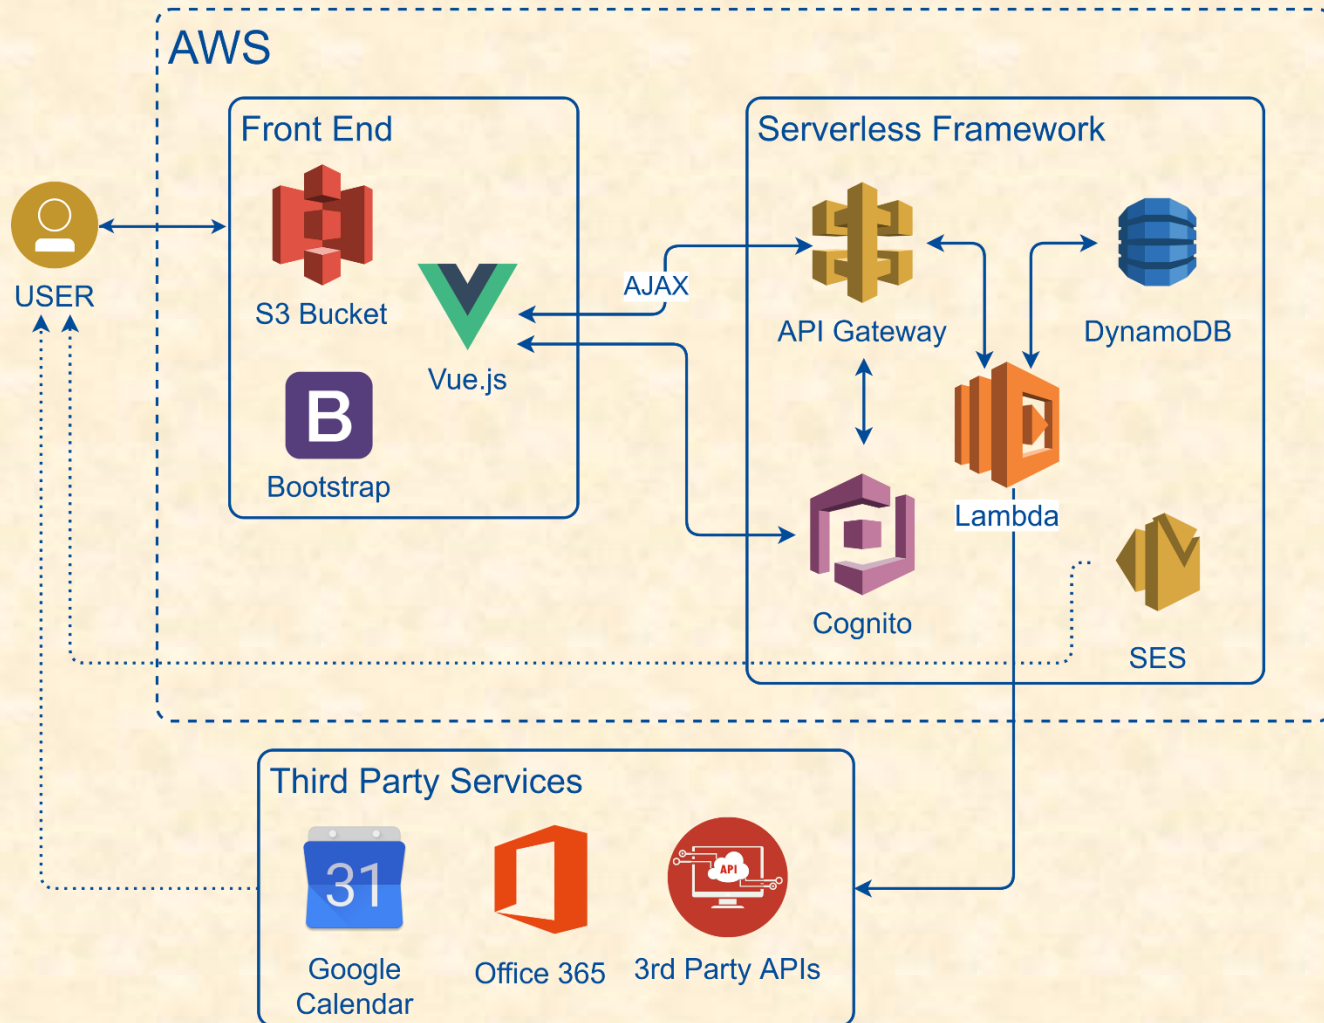 AWS
Front End
S3 Bucket
Vue.js
B
Bootstrap
USER
AJAX
Serverless Framework
API Gateway
DynamoDB
Lambda
Cognito
SES
Third Party Services
31
Google
Calendar
Office 365
API
3rd Party APIs